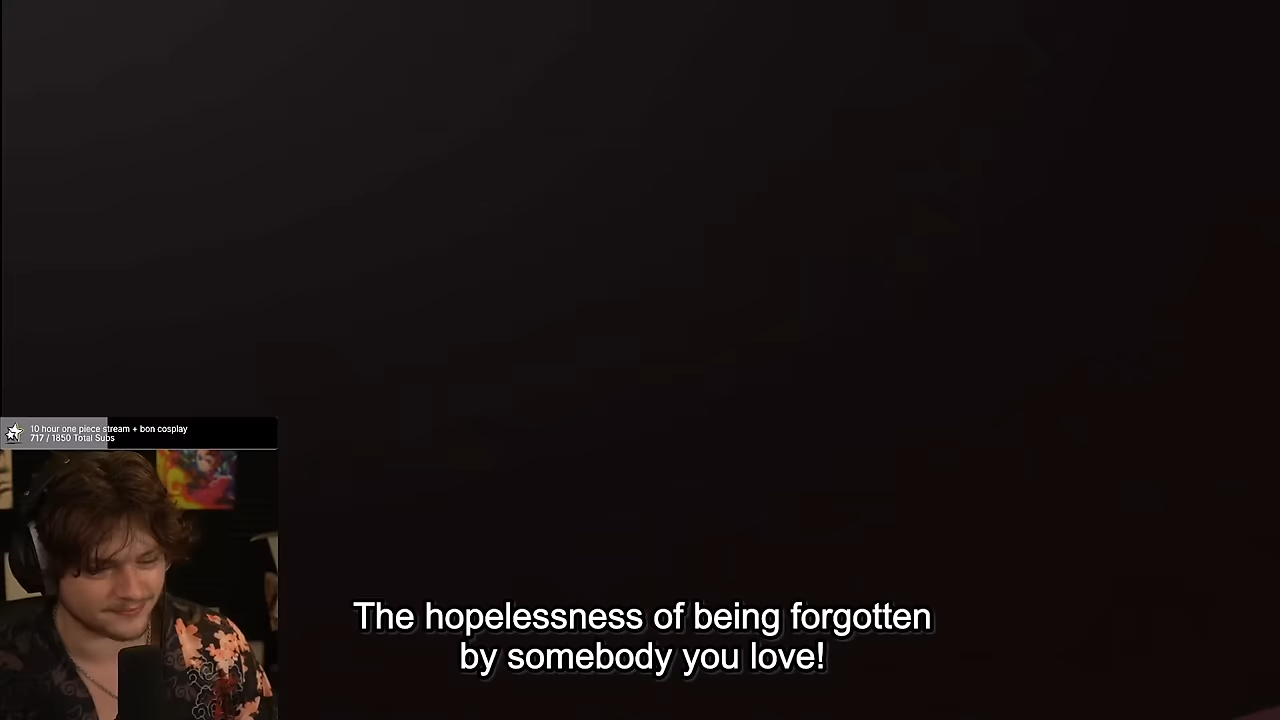 10 hour one piece stream + bon cosplay
717 / 1850 Total Subs
The hopelessness of being forgotten
by somebody you love!